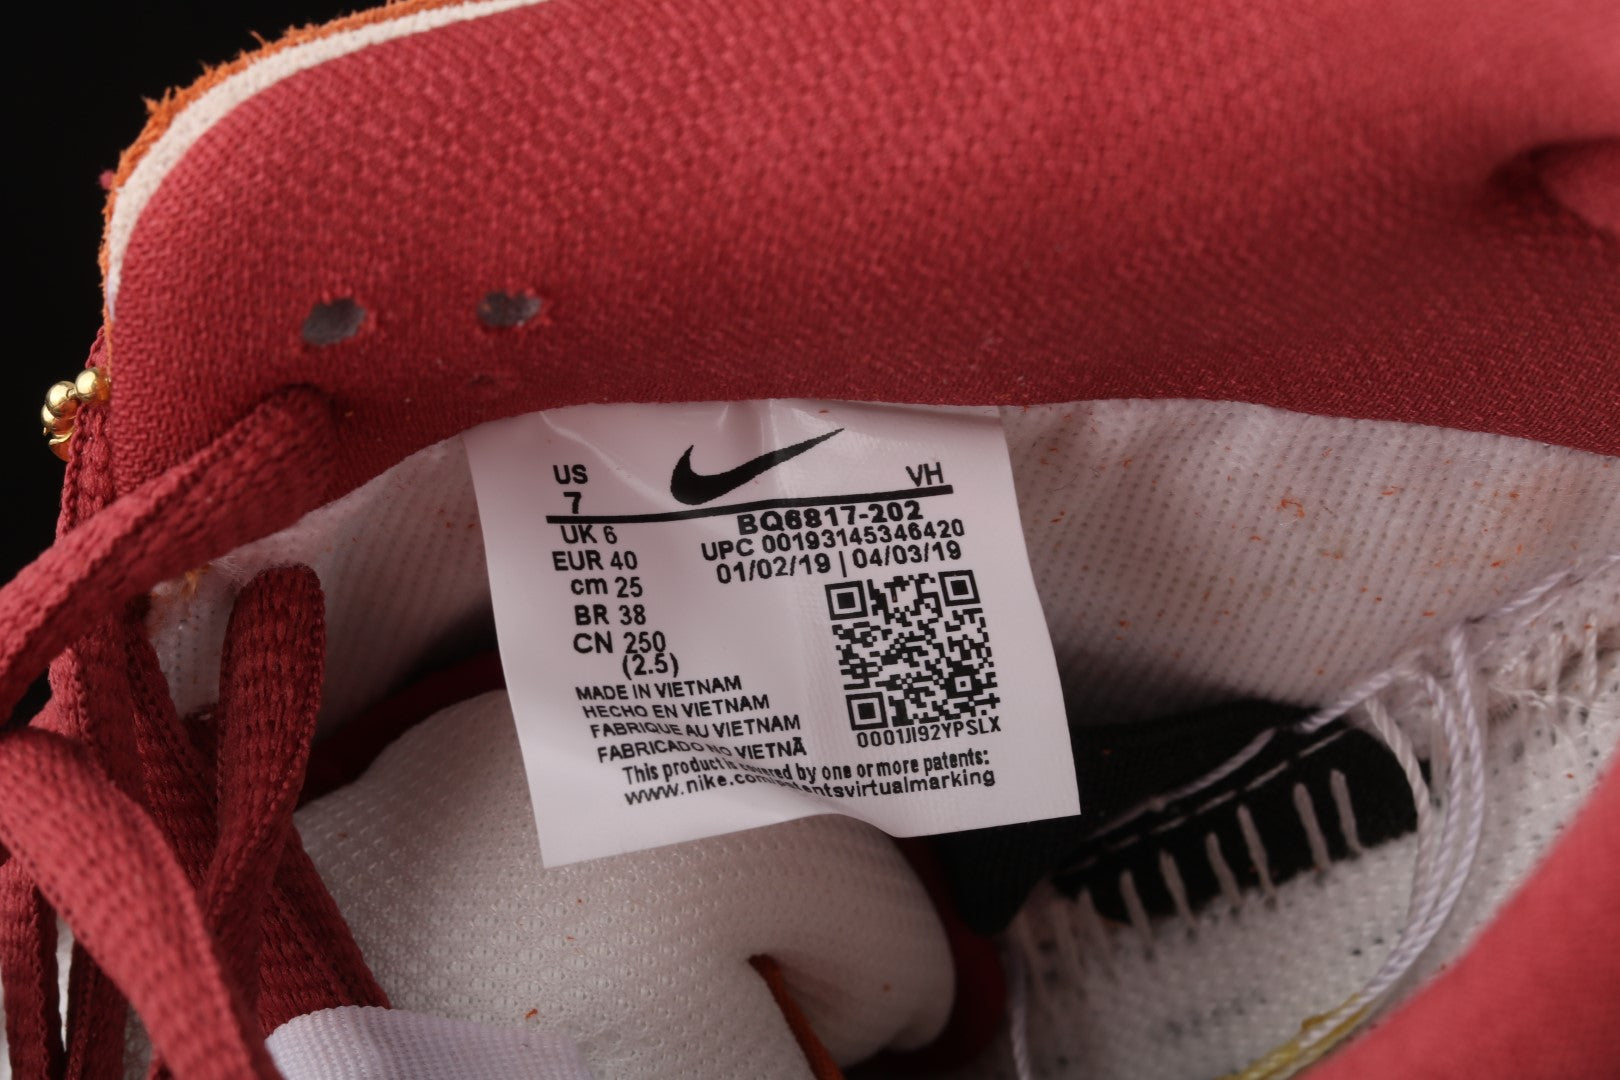 US VH
7
BQ6817-202
UK 6
UPC 00193145346420
EUR 40
01/02/19 | 04/03/19
cm 25
BR 38
CN 250
(2.5)
MADE IN VIETNAM
HECHO EN VIETNAM
FABRIQUE AU VIETNAM
FABRICADO NO VIETNÃ
0001JI92YPSLX
This product is by one or more patents:
www.nike.com